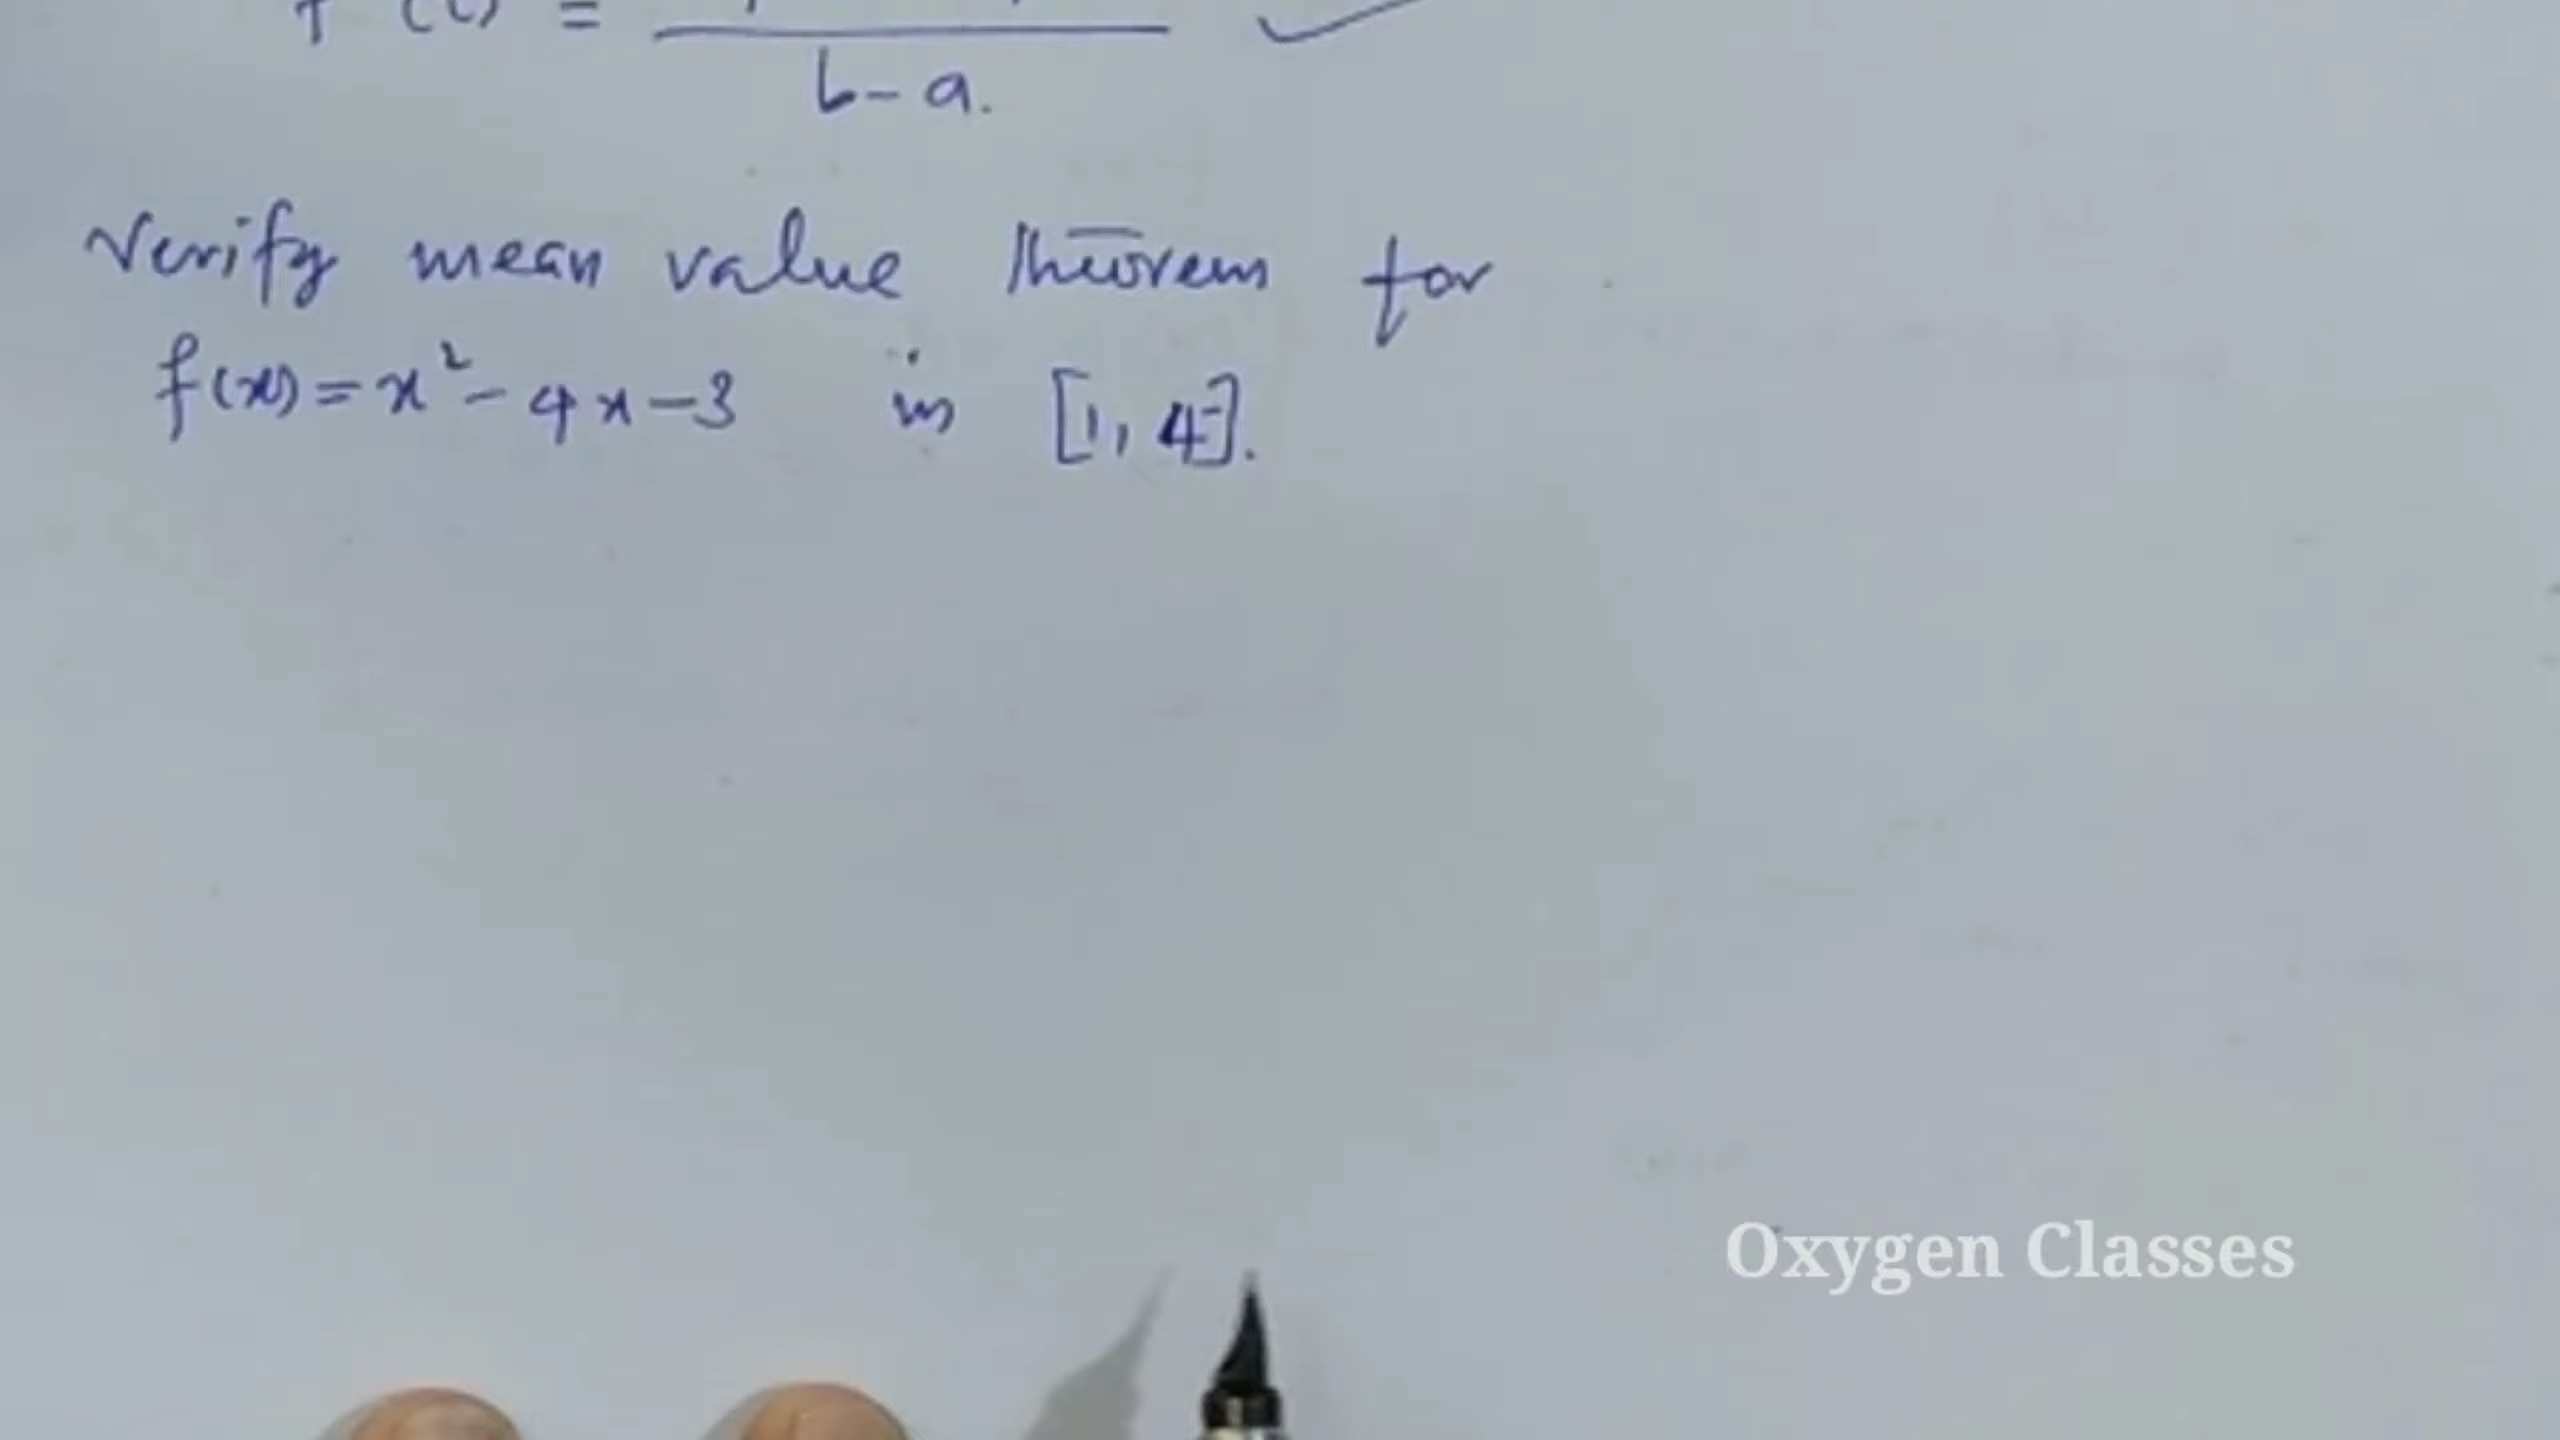 b-a.
Verify mean value theorem for
f(x)=x²-4x-3 in [1, 4].
Oxygen Classes